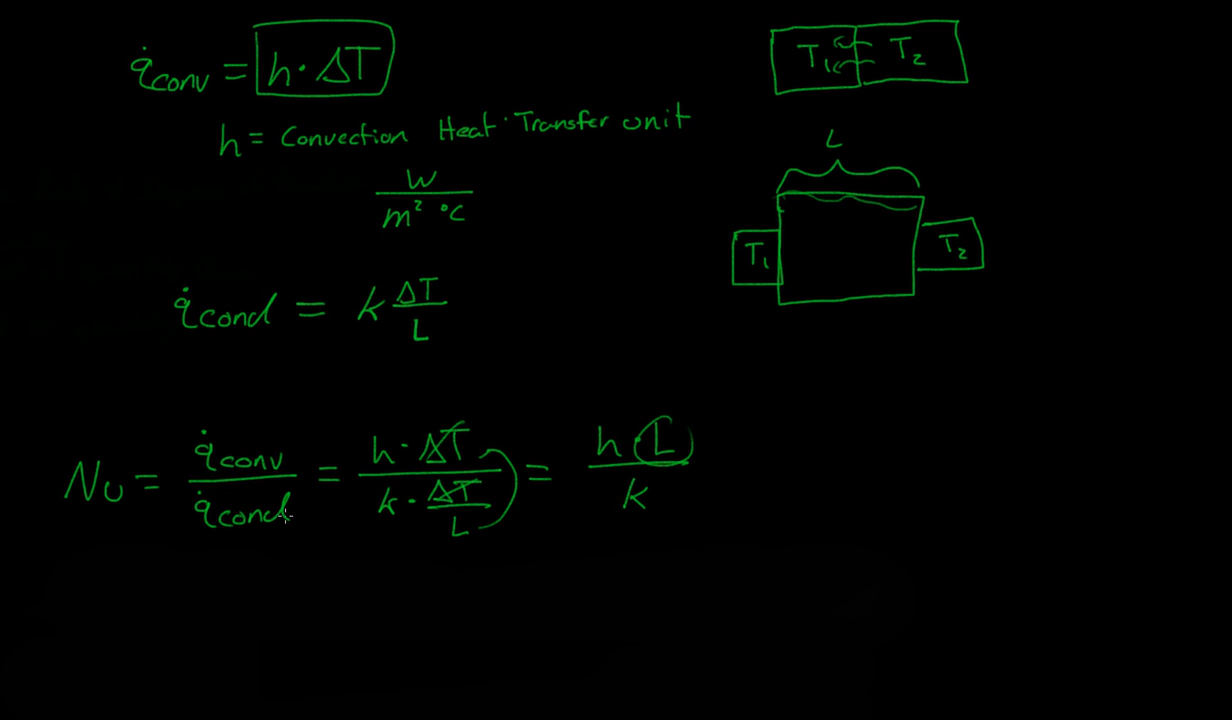 q̇conv = h · ΔT
T₁ T₂
h = Convection Heat Transfer unit
L
W
m² °C
T₁ T₂
q̇cond = k ΔT/L
Nu = q̇conv/q̇cond = h · ΔT / k · ΔT/L = h · L / k